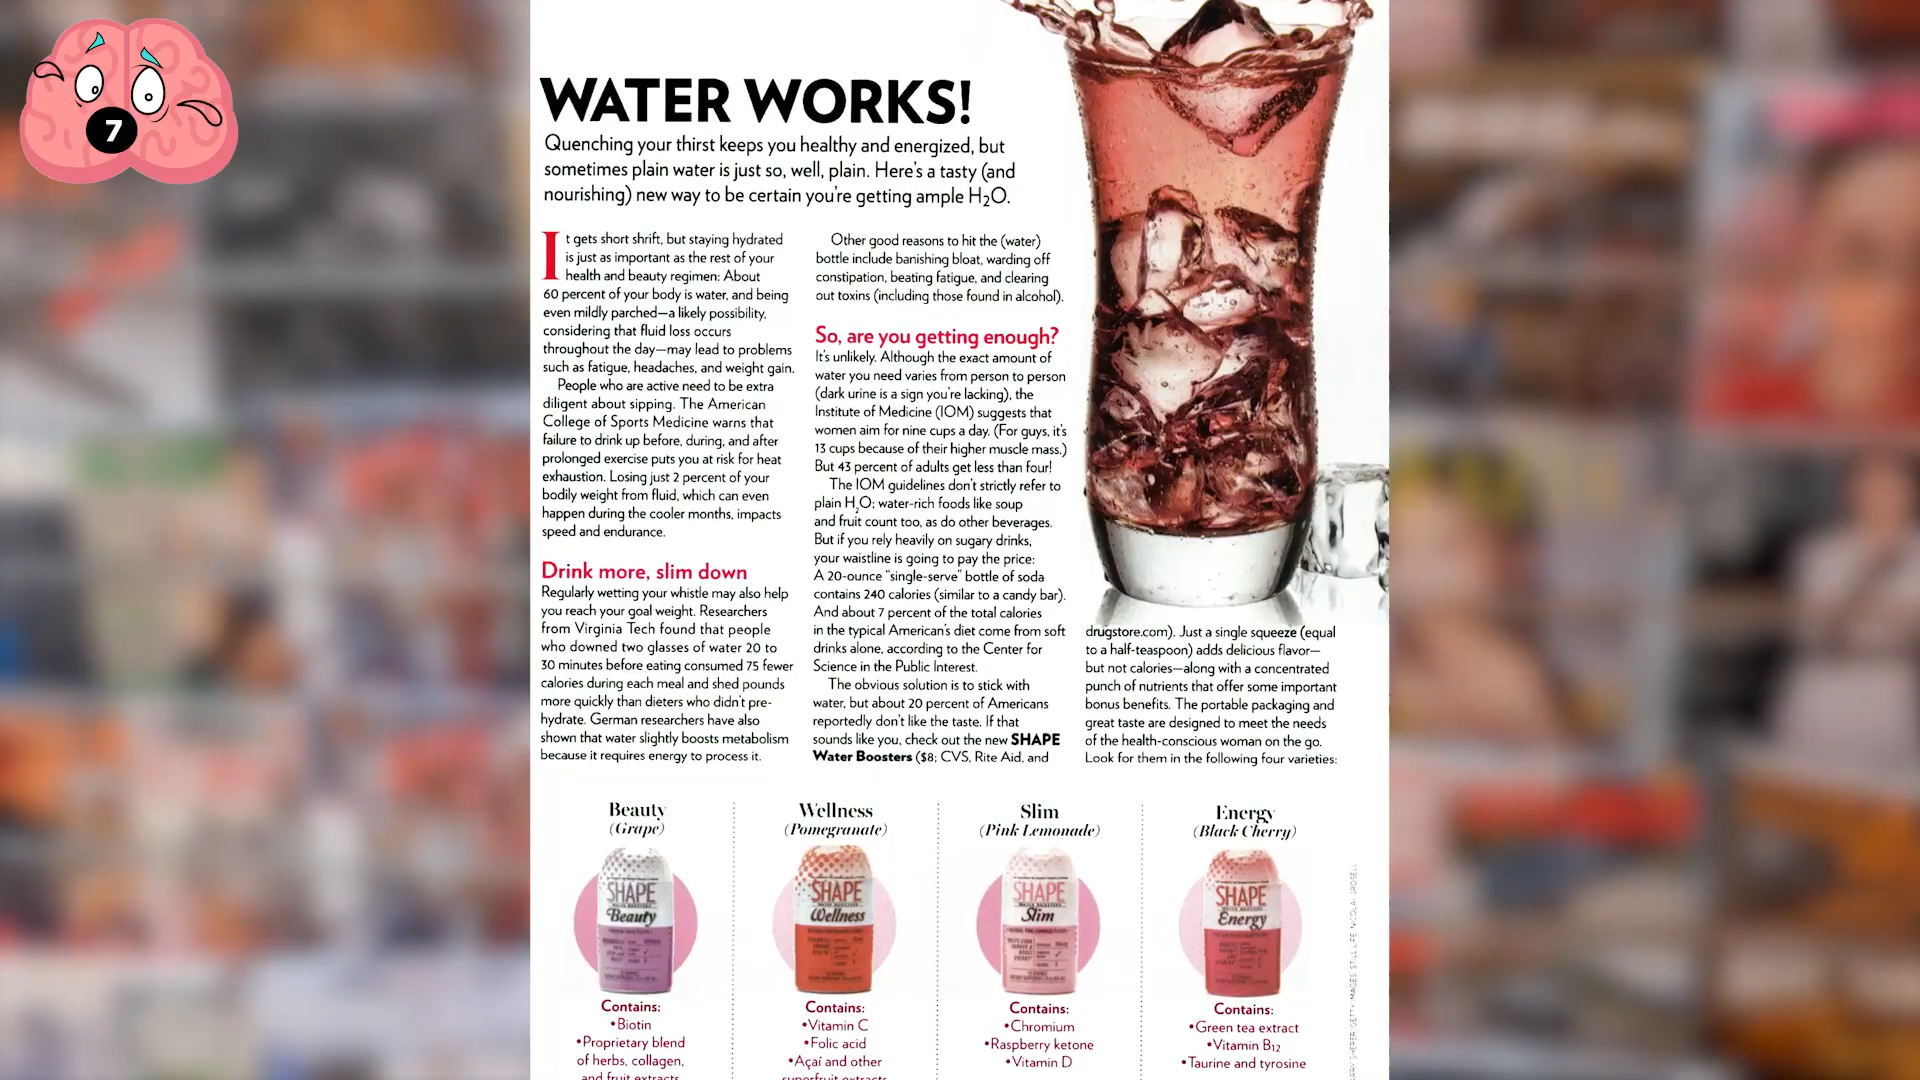 7
WATER WORKS!
Quenching your thirst keeps you healthy and energized, but
sometimes plain water is just so, well, plain. Here's a tasty (and
nourishing) new way to be certain you're getting ample H2O.
It gets short shrift, but staying hydrated
is just as important as the rest of your
health and beauty regimen: About
60 percent of your body is water, and being
even mildly parched—a likely possibility,
considering that fluid loss occurs
throughout the day—may lead to problems
such as fatigue, headaches, and weight gain.
People who are active need to be extra
diligent about sipping. The American
College of Sports Medicine warns that
failure to drink up before, during, and after
prolonged exercise puts you at risk for heat
exhaustion. Losing just 2 percent of your
bodily weight from fluid, which can even
happen during the cooler months, impacts
speed and endurance.
Drink more, slim down
Regularly wetting your whistle may also help
you reach your goal weight. Researchers
from Virginia Tech found that people
who downed two glasses of water 20 to
30 minutes before eating consumed 75 fewer
calories during each meal and shed pounds
more quickly than dieters who didn't pre-
hydrate. German researchers have also
shown that water slightly boosts metabolism
because it requires energy to process it.
Other good reasons to hit the (water)
bottle include banishing bloat, warding off
constipation, beating fatigue, and clearing
out toxins (including those found in alcohol).
So, are you getting enough?
It's unlikely. Although the exact amount of
water you need varies from person to person
(dark urine is a sign you're lacking), the
Institute of Medicine (IOM) suggests that
women aim for nine cups a day. (For guys, it's
13 cups because of their higher muscle mass.)
But 43 percent of adults get less than four!
The IOM guidelines don't strictly refer to
plain H2O; water-rich foods like soup
and fruit count too, as do other beverages.
But if you rely heavily on sugary drinks,
your waistline is going to pay the price:
A 20-ounce "single-serve" bottle of soda
contains 240 calories (similar to a candy bar).
And about 7 percent of the total calories
in the typical American's diet come from soft
drinks alone, according to the Center for
Science in the Public Interest.
The obvious solution is to stick with
water, but about 20 percent of Americans
reportedly don't like the taste. If that
sounds like you, check out the new SHAPE
Water Boosters ($8; CVS, Rite Aid, and
drugstore.com). Just a single squeeze (equal
to a half-teaspoon) adds delicious flavor—
but not calories—along with a concentrated
punch of nutrients that offer some important
bonus benefits. The portable packaging and
great taste are designed to meet the needs
of the health-conscious woman on the go.
Look for them in the following four varieties:
Beauty
(Grape)
SHAPE
WATER BOOSTERS
Beauty
Contains:
•Biotin
•Proprietary blend
of herbs, collagen,
and fruit extracts
Wellness
(Pomegranate)
SHAPE
WATER BOOSTERS
Wellness
Contains:
•Vitamin C
•Folic acid
•Açaí and other
superfruit extracts
Slim
(Pink Lemonade)
SHAPE
WATER BOOSTERS
Slim
Contains:
•Chromium
•Raspberry ketone
•Vitamin D
Energy
(Black Cherry)
SHAPE
WATER BOOSTERS
Energy
Contains:
•Green tea extract
•Vitamin B12
•Taurine and tyrosine